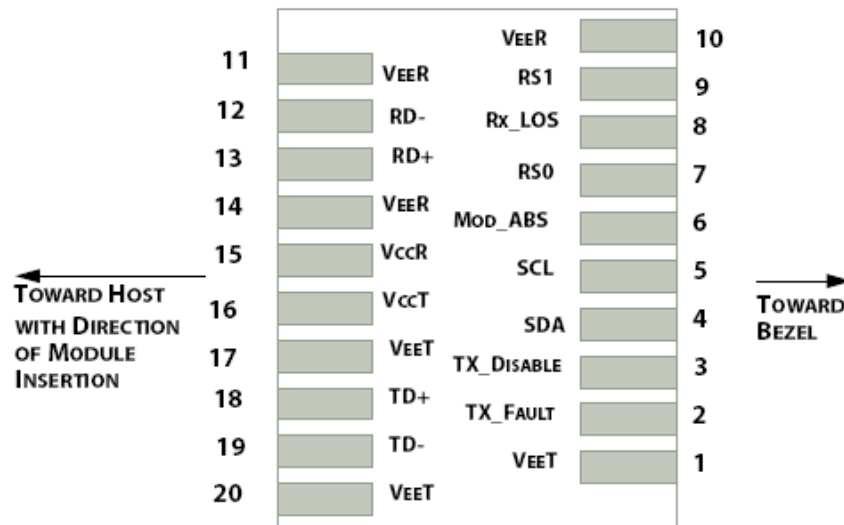 11 VEER
12 RD-
13 RD+
14 VEER
15 VCCR
16 VCCT
17 VEET
18 TD+
19 TD-
20 VEET
VEER 10
RS1 9
RX_LOS 8
RS0 7
MOD_ABS 6
SCL 5
SDA 4
TX_DISABLE 3
TX_FAULT 2
VEET 1
TOWARD HOST
WITH DIRECTION
OF MODULE
INSERTION
TOWARD
BEZEL